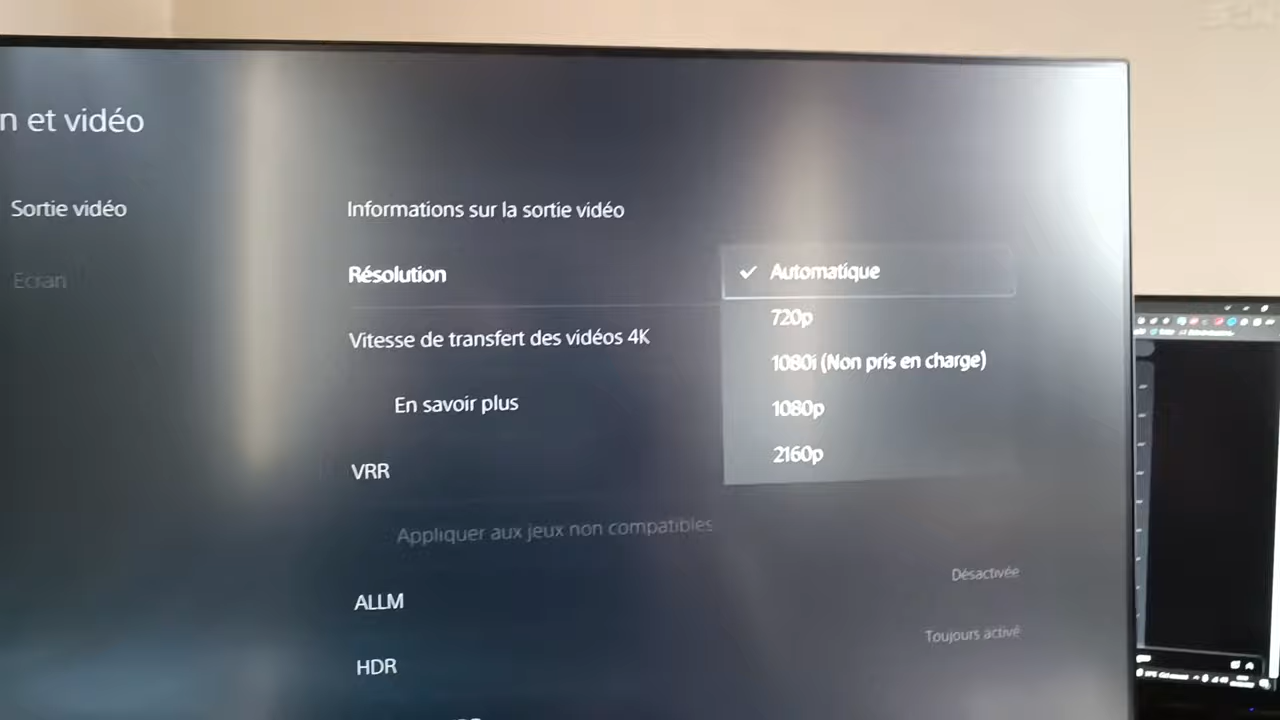 n et vidéo
Sortie vidéo
Ecran
Informations sur la sortie vidéo
Résolution
Vitesse de transfert des vidéos 4K
En savoir plus
VRR
Appliquer aux jeux non compatibles
ALLM
HDR
Automatique
720p
1080i (Non pris en charge)
1080p
2160p
Désactivée
Toujours activé